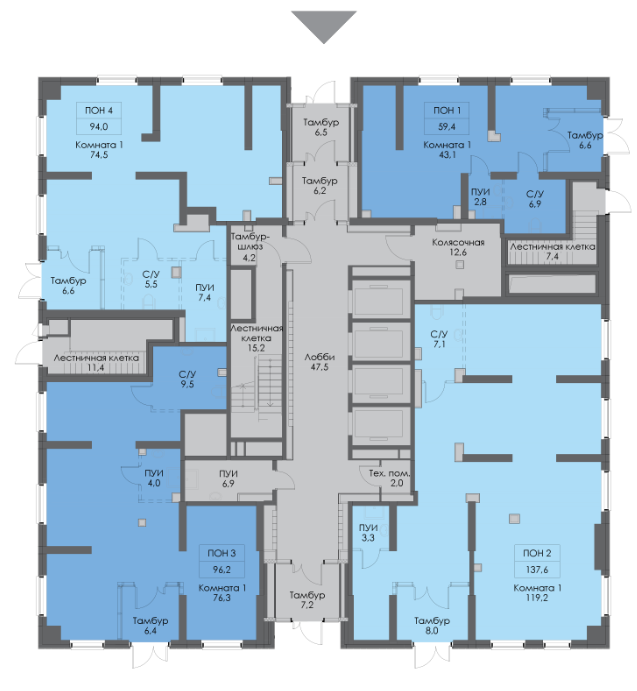 ПОН 4
94,0
Комната 1
74,5
Тамбур
6,5
ПОН 1
59,4
Комната 1
43,1
Тамбур
6,6
Тамбур
6,2
ПУИ
2,8
С/У
6,9
Тамбур-
шлюз
4,2
Колясочная
12,6
Лестничная клетка
7,4
Тамбур
6,6
С/У
5,5
ПУИ
7,4
Лестничная
клетка
15,2
Лобби
47,5
С/У
7,1
Лестничная клетка
11,4
С/У
9,5
ПУИ
4,0
ПУИ
6,9
Тех. пом.
2,0
ПУИ
3,3
ПОН 3
96,2
Комната 1
76,3
ПОН 2
137,6
Комната 1
119,2
Тамбур
7,2
Тамбур
6,4
Тамбур
8,0